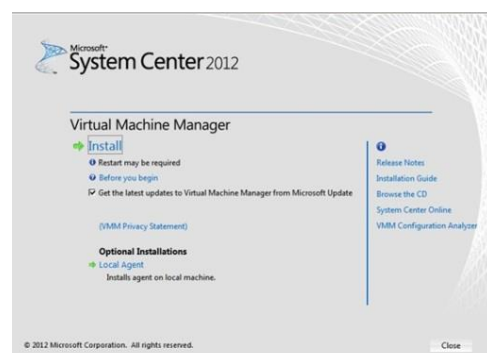 Microsoft®
System Center 2012
Virtual Machine Manager
Install
Restart may be required
Before you begin
Get the latest updates to Virtual Machine Manager from Microsoft Update
(VMM Privacy Statement)
Optional Installations
Local Agent
Installs agent on local machine.
Release Notes
Installation Guide
Browse the CD
System Center Online
VMM Configuration Analyzer
© 2012 Microsoft Corporation. All rights reserved.
Close